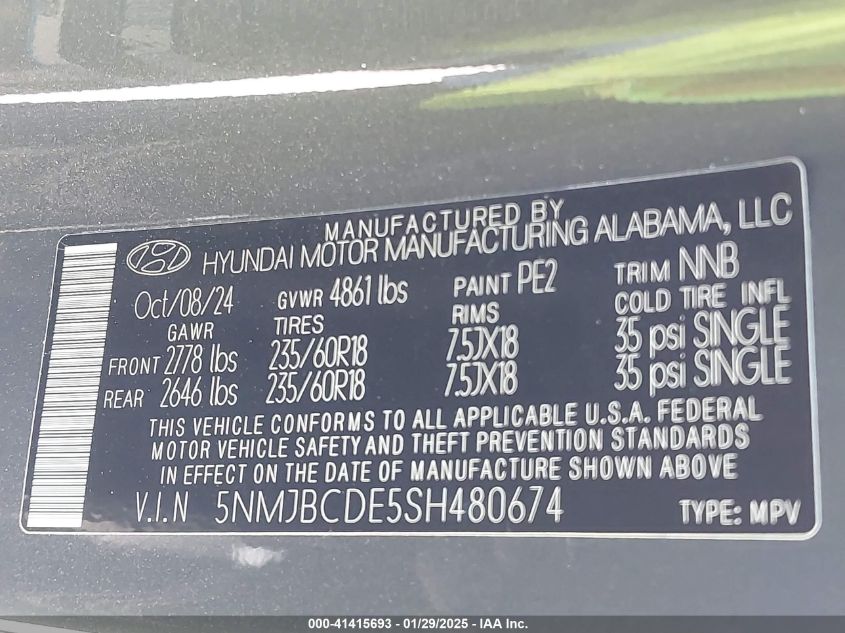 MANUFACTURED BY
HYUNDAI MOTOR MANUFACTURING ALABAMA, LLC
Oct/08/24 GVWR 4861 lbs PAINT PE2 TRIM NNB
GAWR TIRES RIMS COLD TIRE INFL
FRONT 2778 lbs 235/60R18 7.5JX18 35 psi SINGLE
REAR 2646 lbs 235/60R18 7.5JX18 35 psi SINGLE
THIS VEHICLE CONFORMS TO ALL APPLICABLE U.S.A. FEDERAL
MOTOR VEHICLE SAFETY AND THEFT PREVENTION STANDARDS
IN EFFECT ON THE DATE OF MANUFACTURE SHOWN ABOVE
V.I.N 5NMJBCDE5SH480674 TYPE: MPV
000-41415693 - 01/29/2025 - IAA Inc.